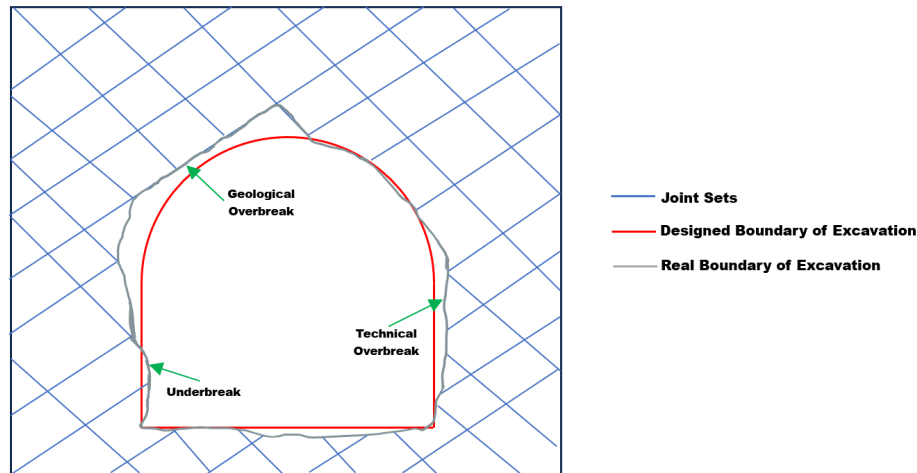 Geological
Overbreak
Technical
Overbreak
Underbreak
Joint Sets
Designed Boundary of Excavation
Real Boundary of Excavation